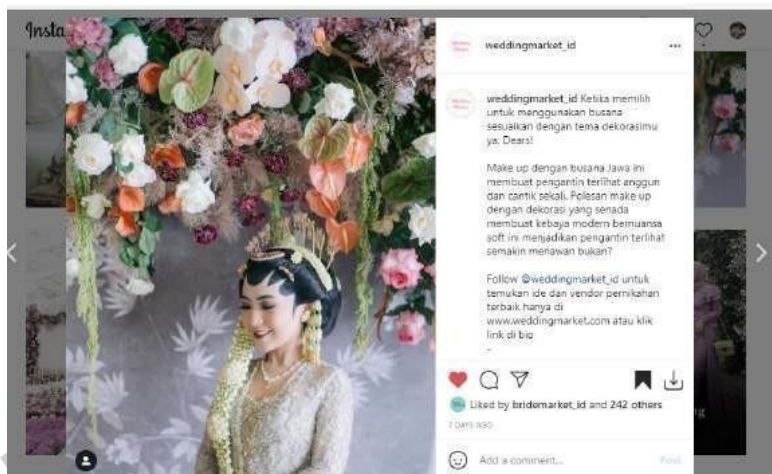 Insta
weddingmarket_id
weddingmarket_id Ketika memilih
untuk menggunakan busana
sesuaikan dengan tema dekorasimu
ya, Dears!
Make up dengan busana Jawa ini
membuat pengantin terlihat anggun
dan cantik sekali. Polesan make up
dengan dekorasi yang senada
membuat kebaya modern bernuansa
soft ini menjadikan pengantin terlihat
semakin menawan bukan?
Follow @weddingmarket_id untuk
temukan ide dan vendor pernikahan
terbaik hanya di
www.weddingmarket.com atau klik
link di bio
-
Liked by bridemarket_id and 242 others
7 DAYS AGO
Add a comment...
Post